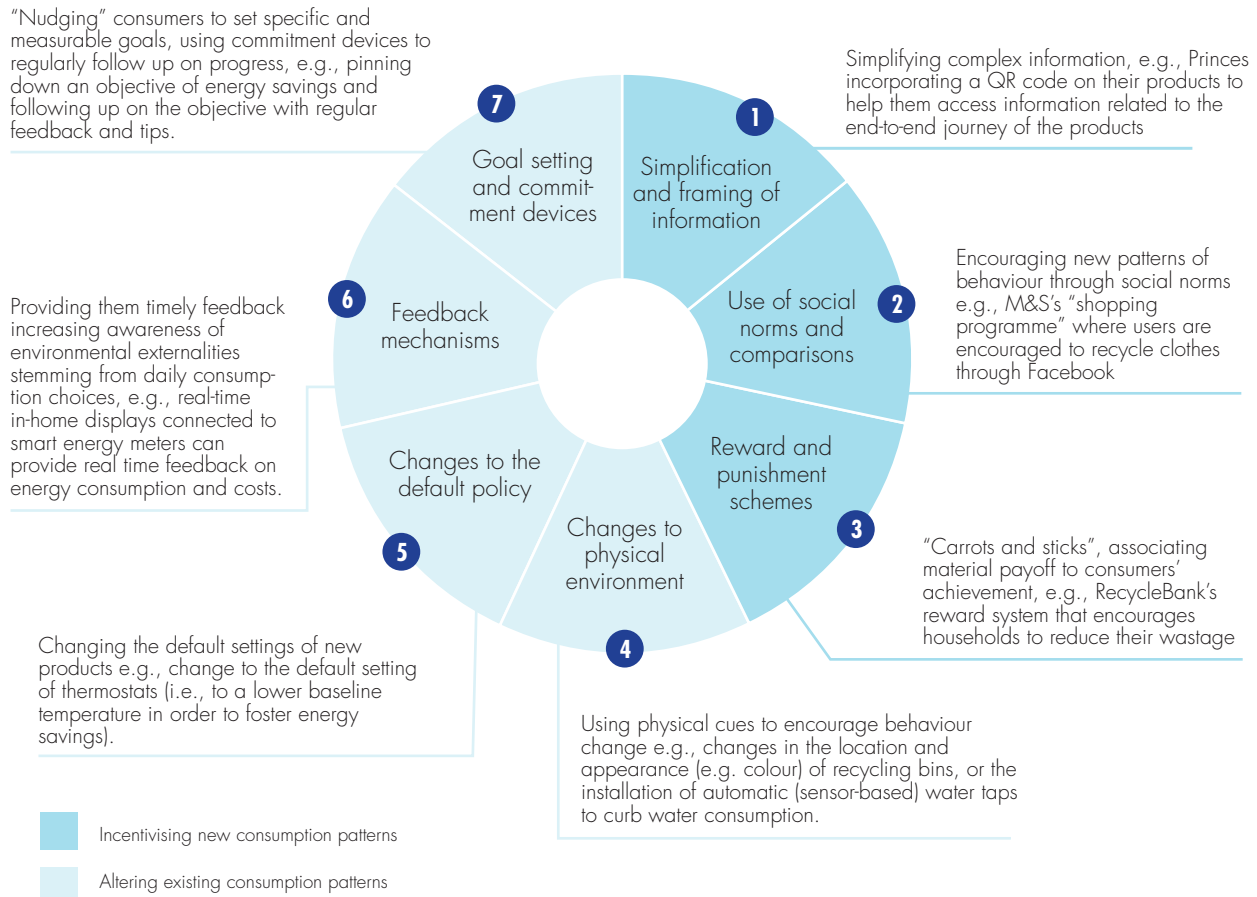 “Nudging” consumers to set specific and
measurable goals, using commitment devices to
regularly follow up on progress, e.g., pinning
down an objective of energy savings and
following up on the objective with regular
feedback and tips.
Simplifying complex information, e.g., Princes
incorporating a QR code on their products to
help them access information related to the
end-to-end journey of the products
7
Goal setting
and commit-
ment devices
1
Simplification
and framing of
information
6
Feedback
mechanisms
2
Use of social
norms and
comparisons
Encouraging new patterns of
behaviour through social norms
e.g., M&S’s “shopping
programme” where users are
encouraged to recycle clothes
through Facebook
Providing them timely feedback
increasing awareness of
environmental externalities
stemming from daily consump-
tion choices, e.g., real-time
in-home displays connected to
smart energy meters can
provide real time feedback on
energy consumption and costs.
Changes to the
default policy
5
Reward and
punishment
schemes
3
Changes to
physical
environment
4
“Carrots and sticks”, associating
material payoff to consumers’
achievement, e.g., RecycleBank’s
reward system that encourages
households to reduce their wastage
Changing the default settings of new
products e.g., change to the default setting
of thermostats (i.e., to a lower baseline
temperature in order to foster energy
savings).
Using physical cues to encourage behaviour
change e.g., changes in the location and
appearance (e.g. colour) of recycling bins, or the
installation of automatic (sensor-based) water taps
to curb water consumption.
Incentivising new consumption patterns
Altering existing consumption patterns